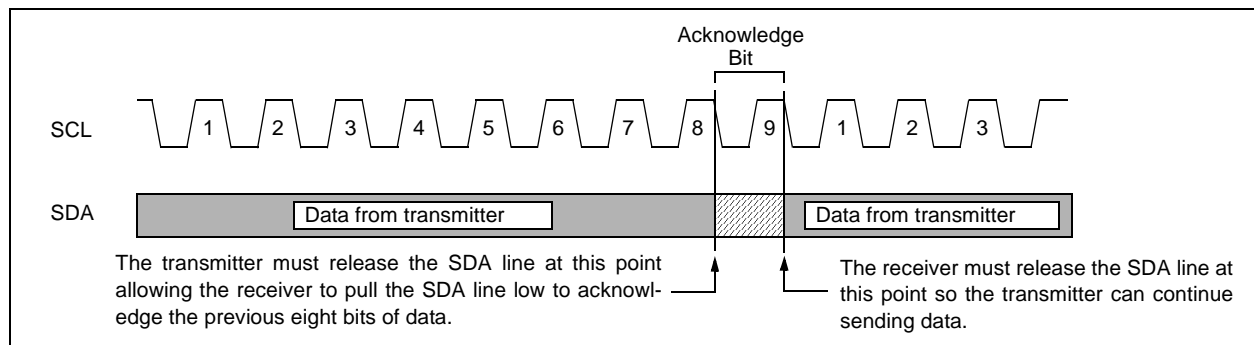 Acknowledge
Bit
SCL 1 2 3 4 5 6 7 8 9 1 2 3
SDA Data from transmitter Data from transmitter
The transmitter must release the SDA line at this point
allowing the receiver to pull the SDA line low to acknowl-
edge the previous eight bits of data.
The receiver must release the SDA line at
this point so the transmitter can continue
sending data.